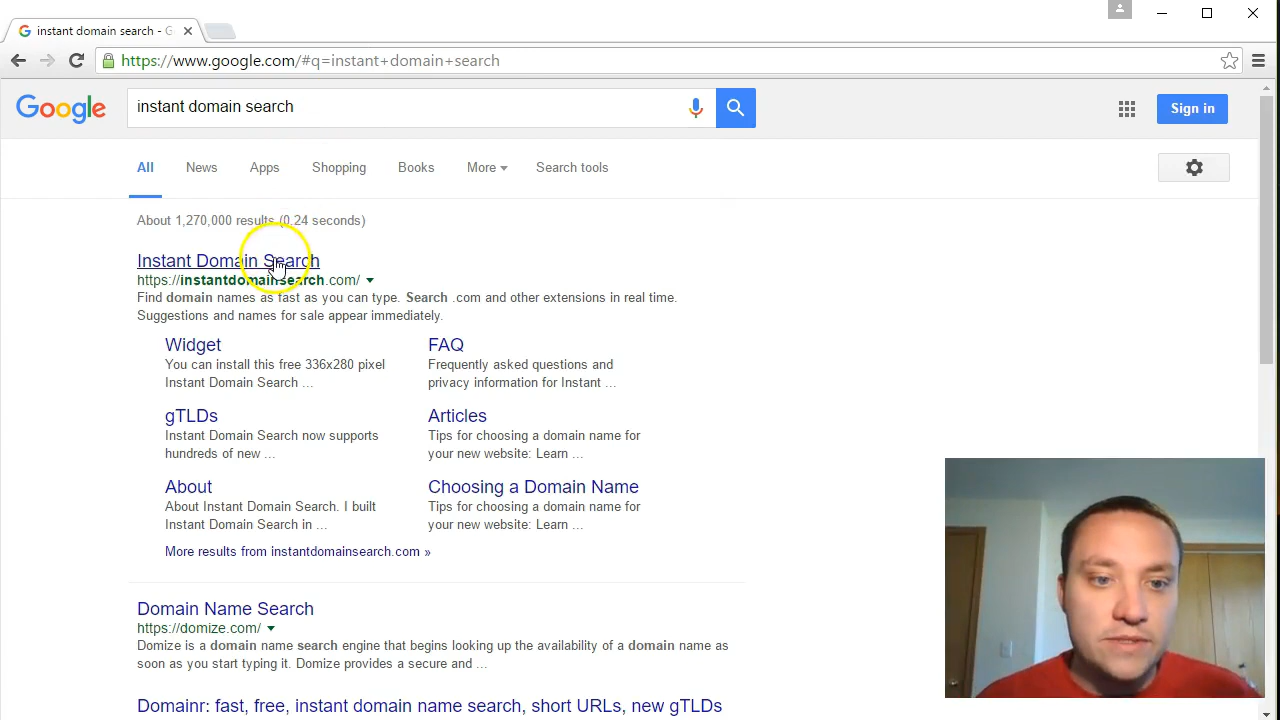 instant domain search - G
https://www.google.com/#q=instant+domain+search
Google
instant domain search
Sign in
All
News
Apps
Shopping
Books
More
Search tools
About 1,270,000 results (0.24 seconds)
Instant Domain Search
https://instantdomainsearch.com/
Find domain names as fast as you can type. Search .com and other extensions in real time.
Suggestions and names for sale appear immediately.
Widget
You can install this free 336x280 pixel
Instant Domain Search ...
FAQ
Frequently asked questions and
privacy information for Instant ...
gTLDs
Instant Domain Search now supports
hundreds of new ...
Articles
Tips for choosing a domain name for
your new website: Learn ...
About
About Instant Domain Search. I built
Instant Domain Search in ...
Choosing a Domain Name
Tips for choosing a domain name for
your new website: Learn ...
More results from instantdomainsearch.com »
Domain Name Search
https://domize.com/
Domize is a domain name search engine that begins looking up the availability of a domain name as
soon as you start typing it. Domize provides a secure and ...
Domainr: fast, free, instant domain name search, short URLs, new gTLDs